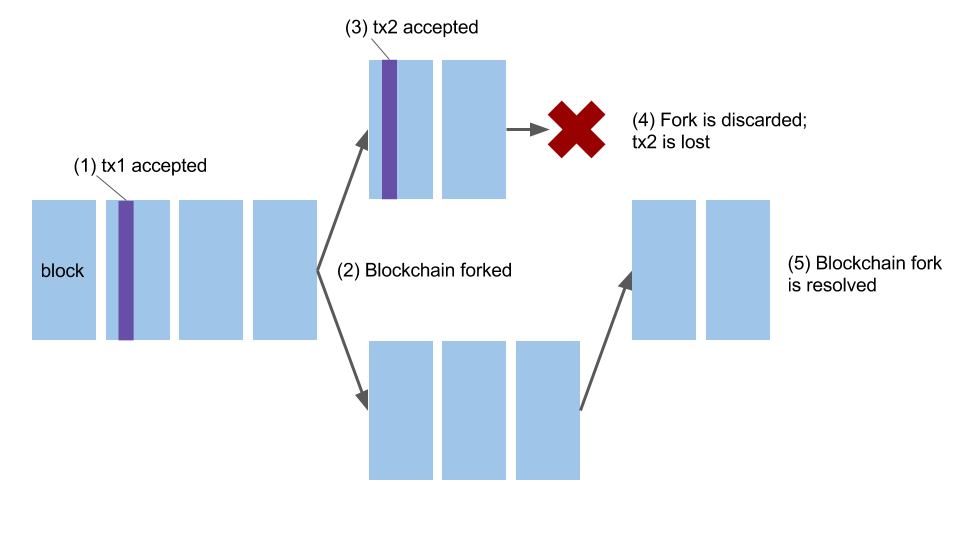 (3) tx2 accepted
(4) Fork is discarded;
tx2 is lost
(1) tx1 accepted
block
(2) Blockchain forked
(5) Blockchain fork
is resolved